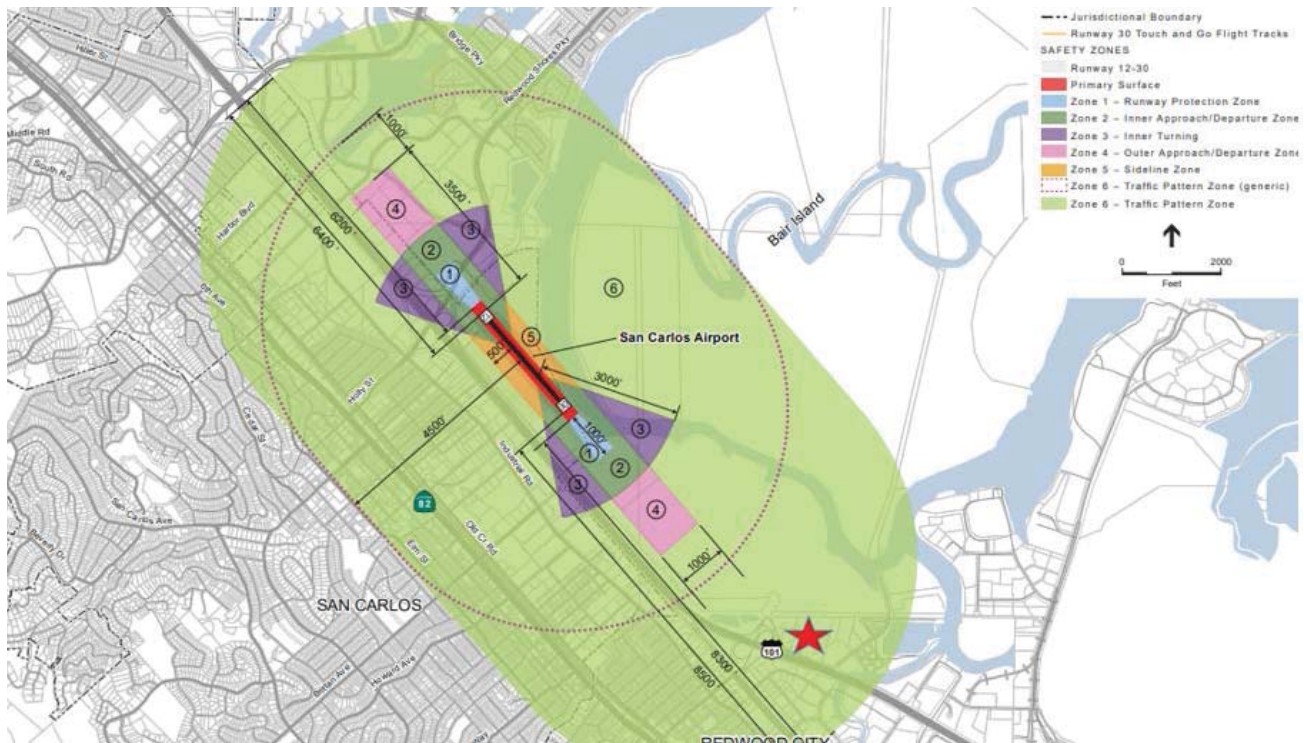 Jurisdictional Boundary
Runway 30 Touch and Go Flight Tracks
SAFETY ZONES
Runway 12-30
Primary Surface
Zone 1 – Runway Protection Zone
Zone 2 – Inner Approach/Departure Zone
Zone 3 – Inner Turning
Zone 4 – Outer Approach/Departure Zone
Zone 5 – Sideline Zone
Zone 6 – Traffic Pattern Zone (generic)
Zone 6 – Traffic Pattern Zone
0 2000
Feet
Hiller St
Middle Rd
South Rd
Harbor Blvd
Bridge Pky
Redwood Shores Pky
Bair Island
1000'
3500'
6200'
6400'
4
3
2
1
3
6
5
San Carlos Airport
500'
3000'
Holly St
Cedar St
4500'
Industrial Rd
1000'
3
1
2
3
4
1000'
82
San Carlos Ave
Beverly Dr
Elm St
Old Cr Rd
SAN CARLOS
Howard Ave
101
8300'
8500'
REDWOOD CITY